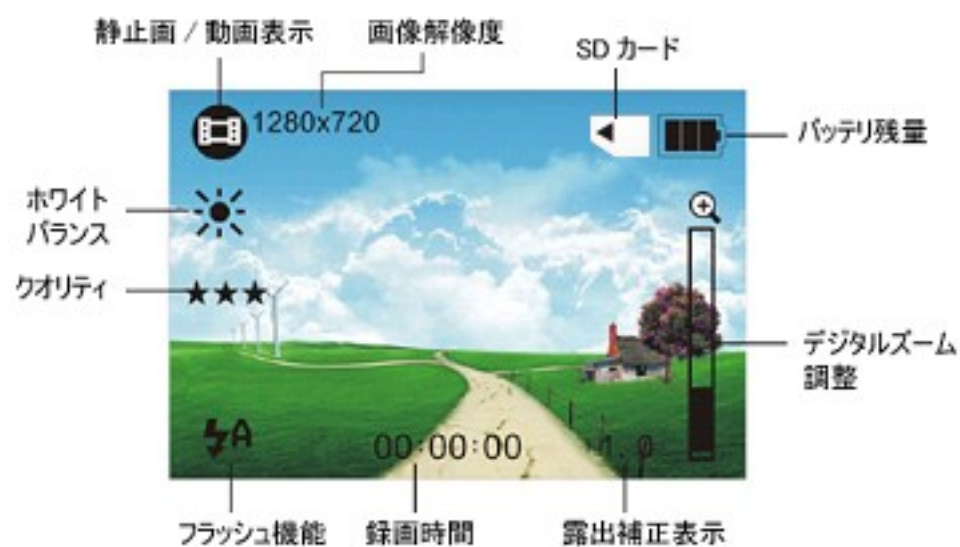 静止画 / 動画表示
画像解像度
SD カード
1280x720
バッテリ残量
ホワイト
バランス
クオリティ
★★★
デジタルズーム
調整
A
00:00:00
1.0
フラッシュ機能
録画時間
露出補正表示